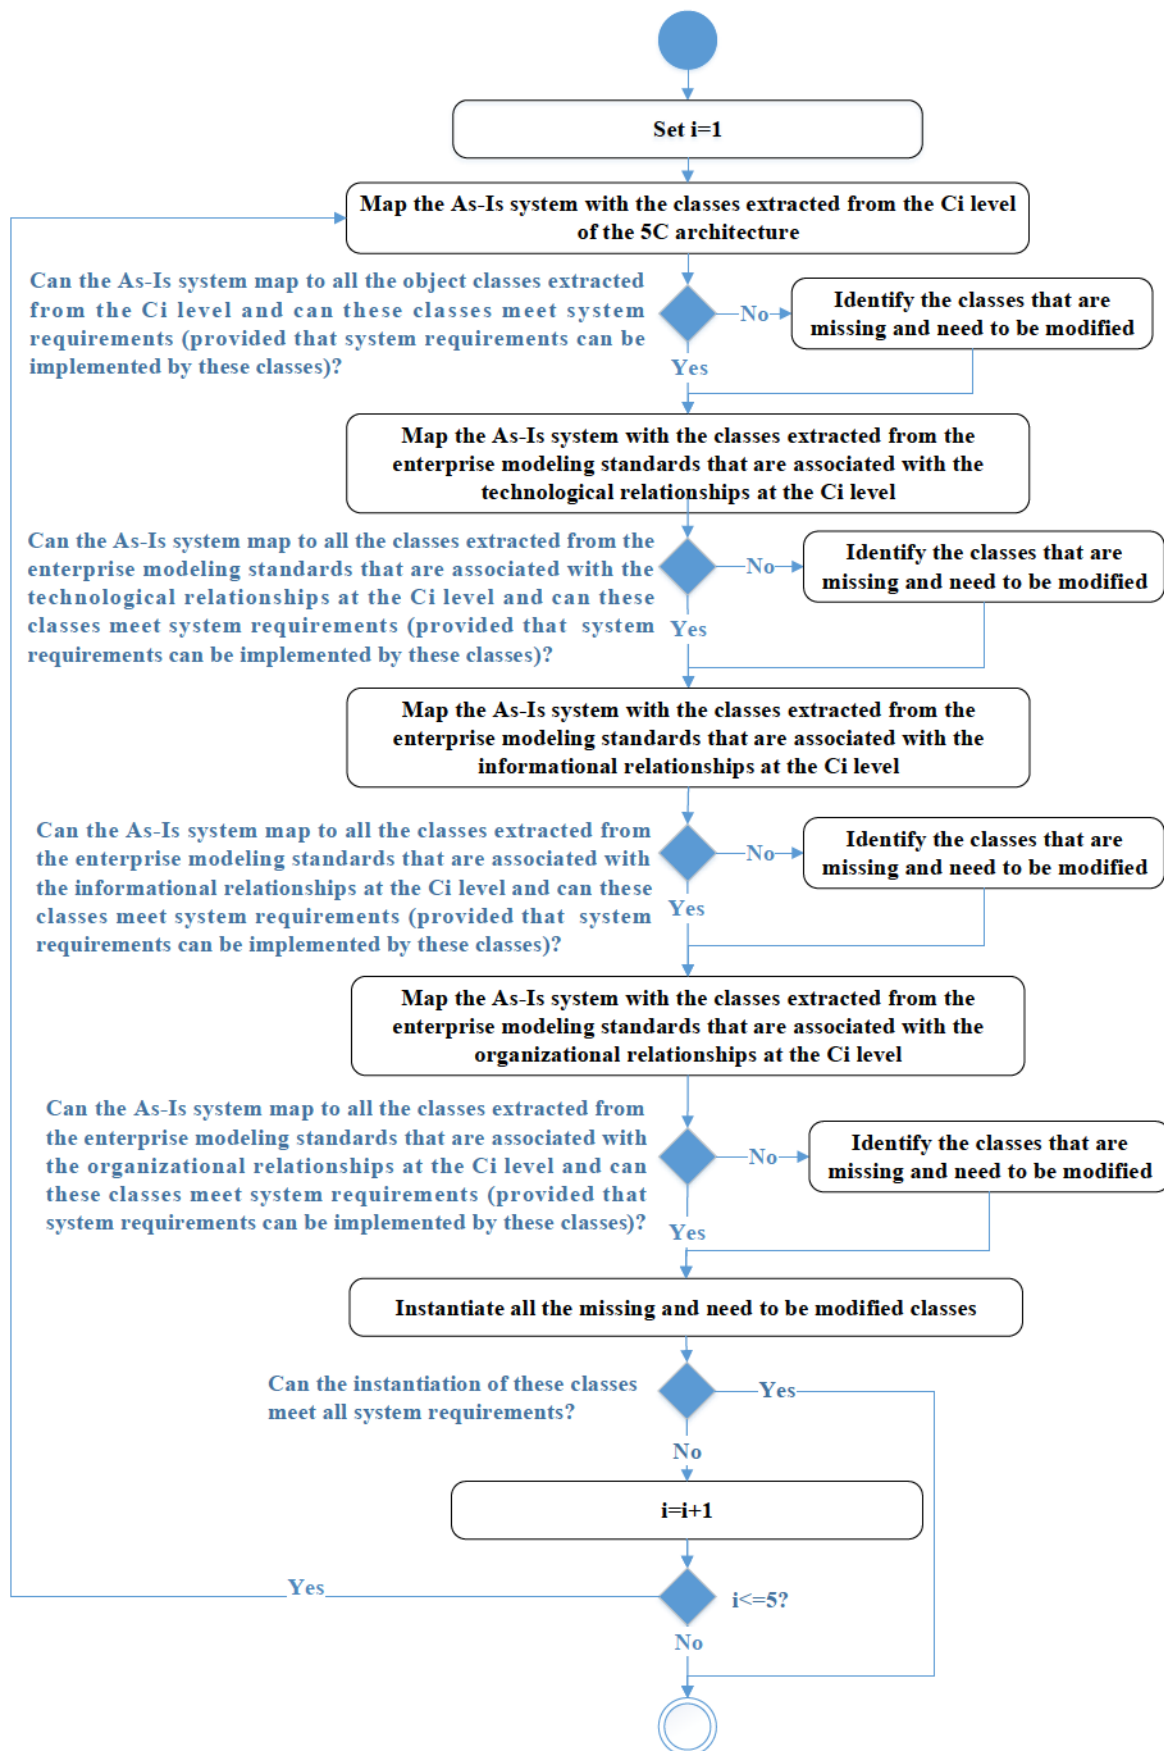 Set i=1
Map the As-Is system with the classes extracted from the Ci level
of the 5C architecture
Can the As-Is system map to all the object classes extracted
from the Ci level and can these classes meet system
requirements (provided that system requirements can be
implemented by these classes)?
No
Identify the classes that are
missing and need to be modified
Yes
Map the As-Is system with the classes extracted from the
enterprise modeling standards that are associated with the
technological relationships at the Ci level
Can the As-Is system map to all the classes extracted from the
enterprise modeling standards that are associated with the
technological relationships at the Ci level and can these
classes meet system requirements (provided that system
requirements can be implemented by these classes)?
No
Identify the classes that are
missing and need to be modified
Yes
Map the As-Is system with the classes extracted from the
enterprise modeling standards that are associated with the
informational relationships at the Ci level
Can the As-Is system map to all the classes extracted from
the enterprise modeling standards that are associated with
the informational relationships at the Ci level and can these
classes meet system requirements (provided that system
requirements can be implemented by these classes)?
No
Identify the classes that are
missing and need to be modified
Yes
Map the As-Is system with the classes extracted from the
enterprise modeling standards that are associated with the
organizational relationships at the Ci level
Can the As-Is system map to all the classes extracted from
the enterprise modeling standards that are associated with
the organizational relationships at the Ci level and can
these classes meet system requirements (provided that
system requirements can be implemented by these classes)?
No
Identify the classes that are
missing and need to be modified
Yes
Instantiate all the missing and need to be modified classes
Can the instantiation of these classes
meet all system requirements?
Yes
No
i=i+1
Yes
i<=5?
No